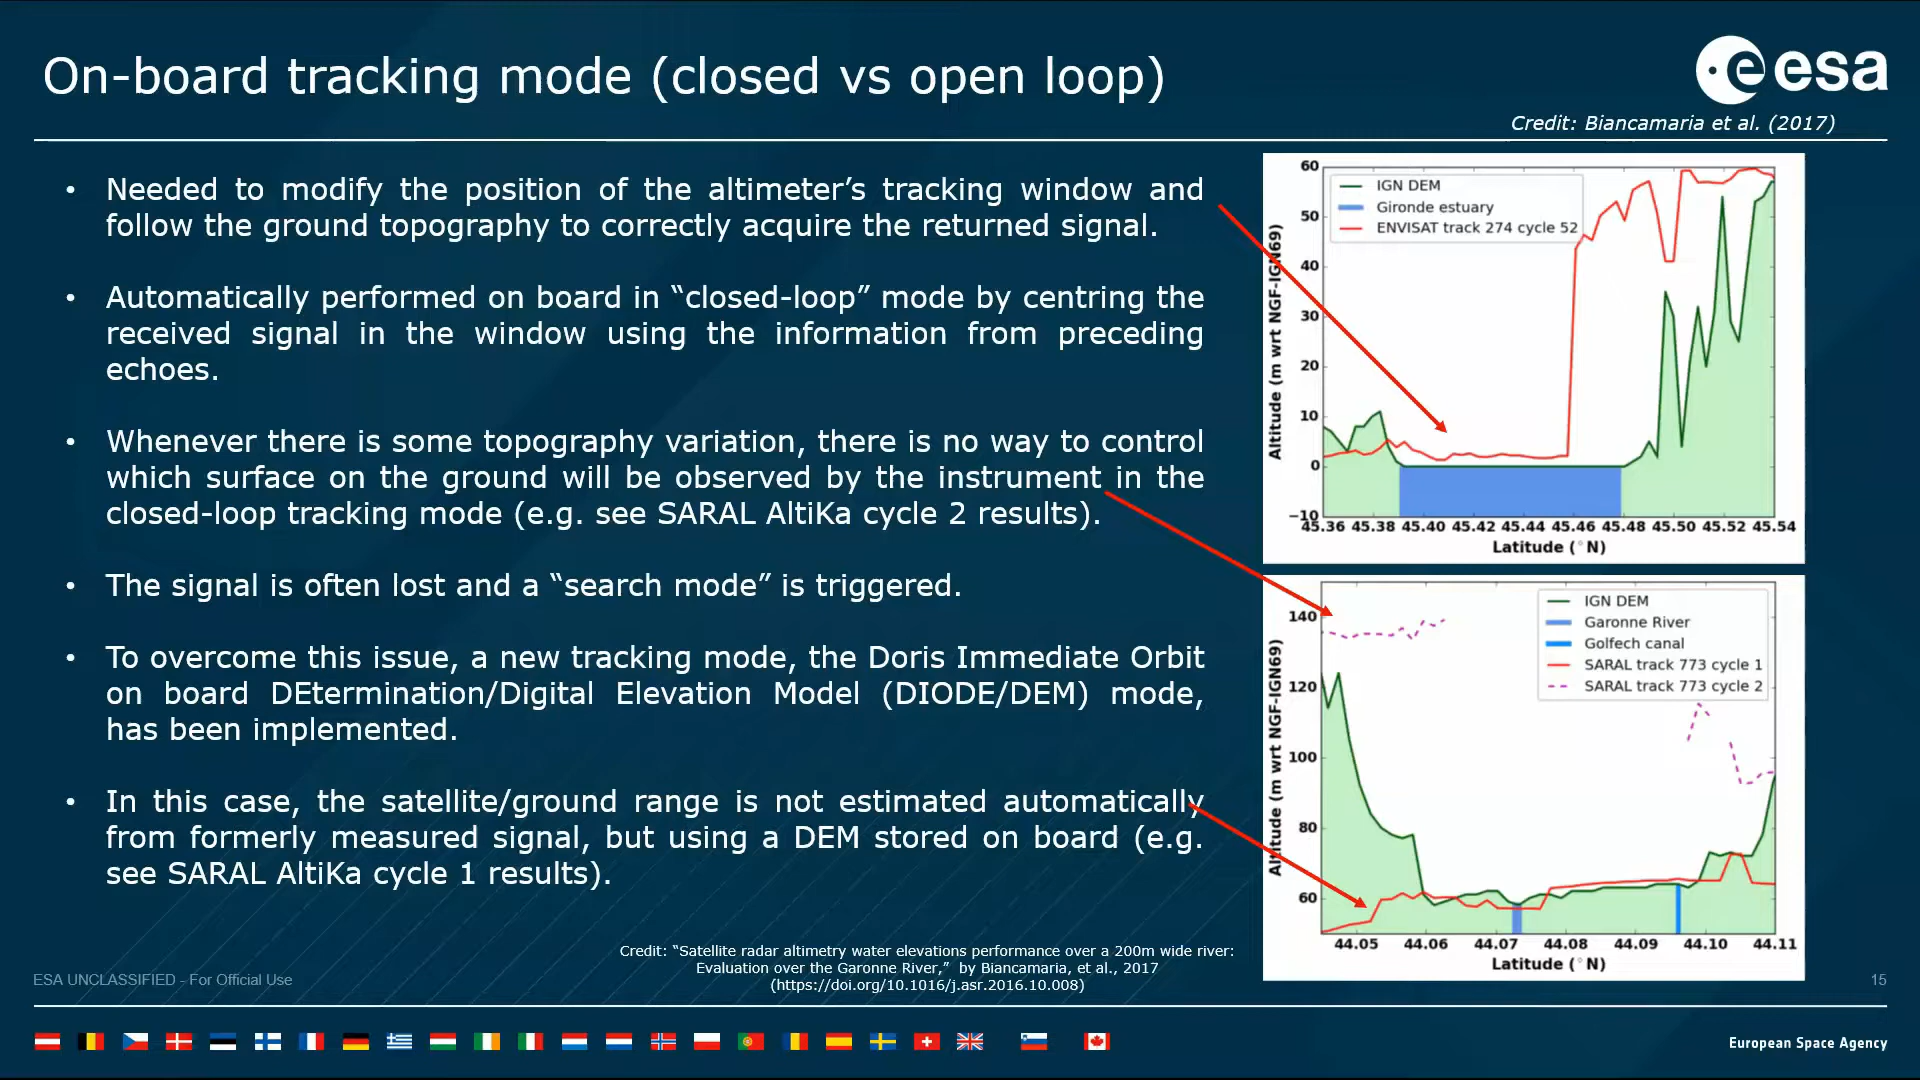 On-board tracking mode (closed vs open loop)
esa
Credit: Biancamaria et al. (2017)
• Needed to modify the position of the altimeter’s tracking window and
follow the ground topography to correctly acquire the returned signal.
• Automatically performed on board in “closed-loop” mode by centring the
received signal in the window using the information from preceding
echoes.
• Whenever there is some topography variation, there is no way to control
which surface on the ground will be observed by the instrument in the
closed-loop tracking mode (e.g. see SARAL AltiKa cycle 2 results).
• The signal is often lost and a “search mode” is triggered.
• To overcome this issue, a new tracking mode, the Doris Immediate Orbit
on board DEtermination/Digital Elevation Model (DIODE/DEM) mode,
has been implemented.
• In this case, the satellite/ground range is not estimated automatically
from formerly measured signal, but using a DEM stored on board (e.g.
see SARAL AltiKa cycle 1 results).
Altitude (m wrt NGF-IGN69)
60
50
40
30
20
10
0
−10
IGN DEM
Gironde estuary
ENVISAT track 274 cycle 52
45.36 45.38 45.40 45.42 45.44 45.46 45.48 45.50 45.52 45.54
Latitude (°N)
Altitude (m wrt NGF-IGN69)
140
120
100
80
60
IGN DEM
Garonne River
Golfech canal
SARAL track 773 cycle 1
SARAL track 773 cycle 2
44.05 44.06 44.07 44.08 44.09 44.10 44.11
Latitude (°N)
Credit: “Satellite radar altimetry water elevations performance over a 200m wide river:
Evaluation over the Garonne River,” by Biancamaria, et al., 2017
(https://doi.org/10.1016/j.asr.2016.10.008)
ESA UNCLASSIFIED - For Official Use
15
European Space Agency